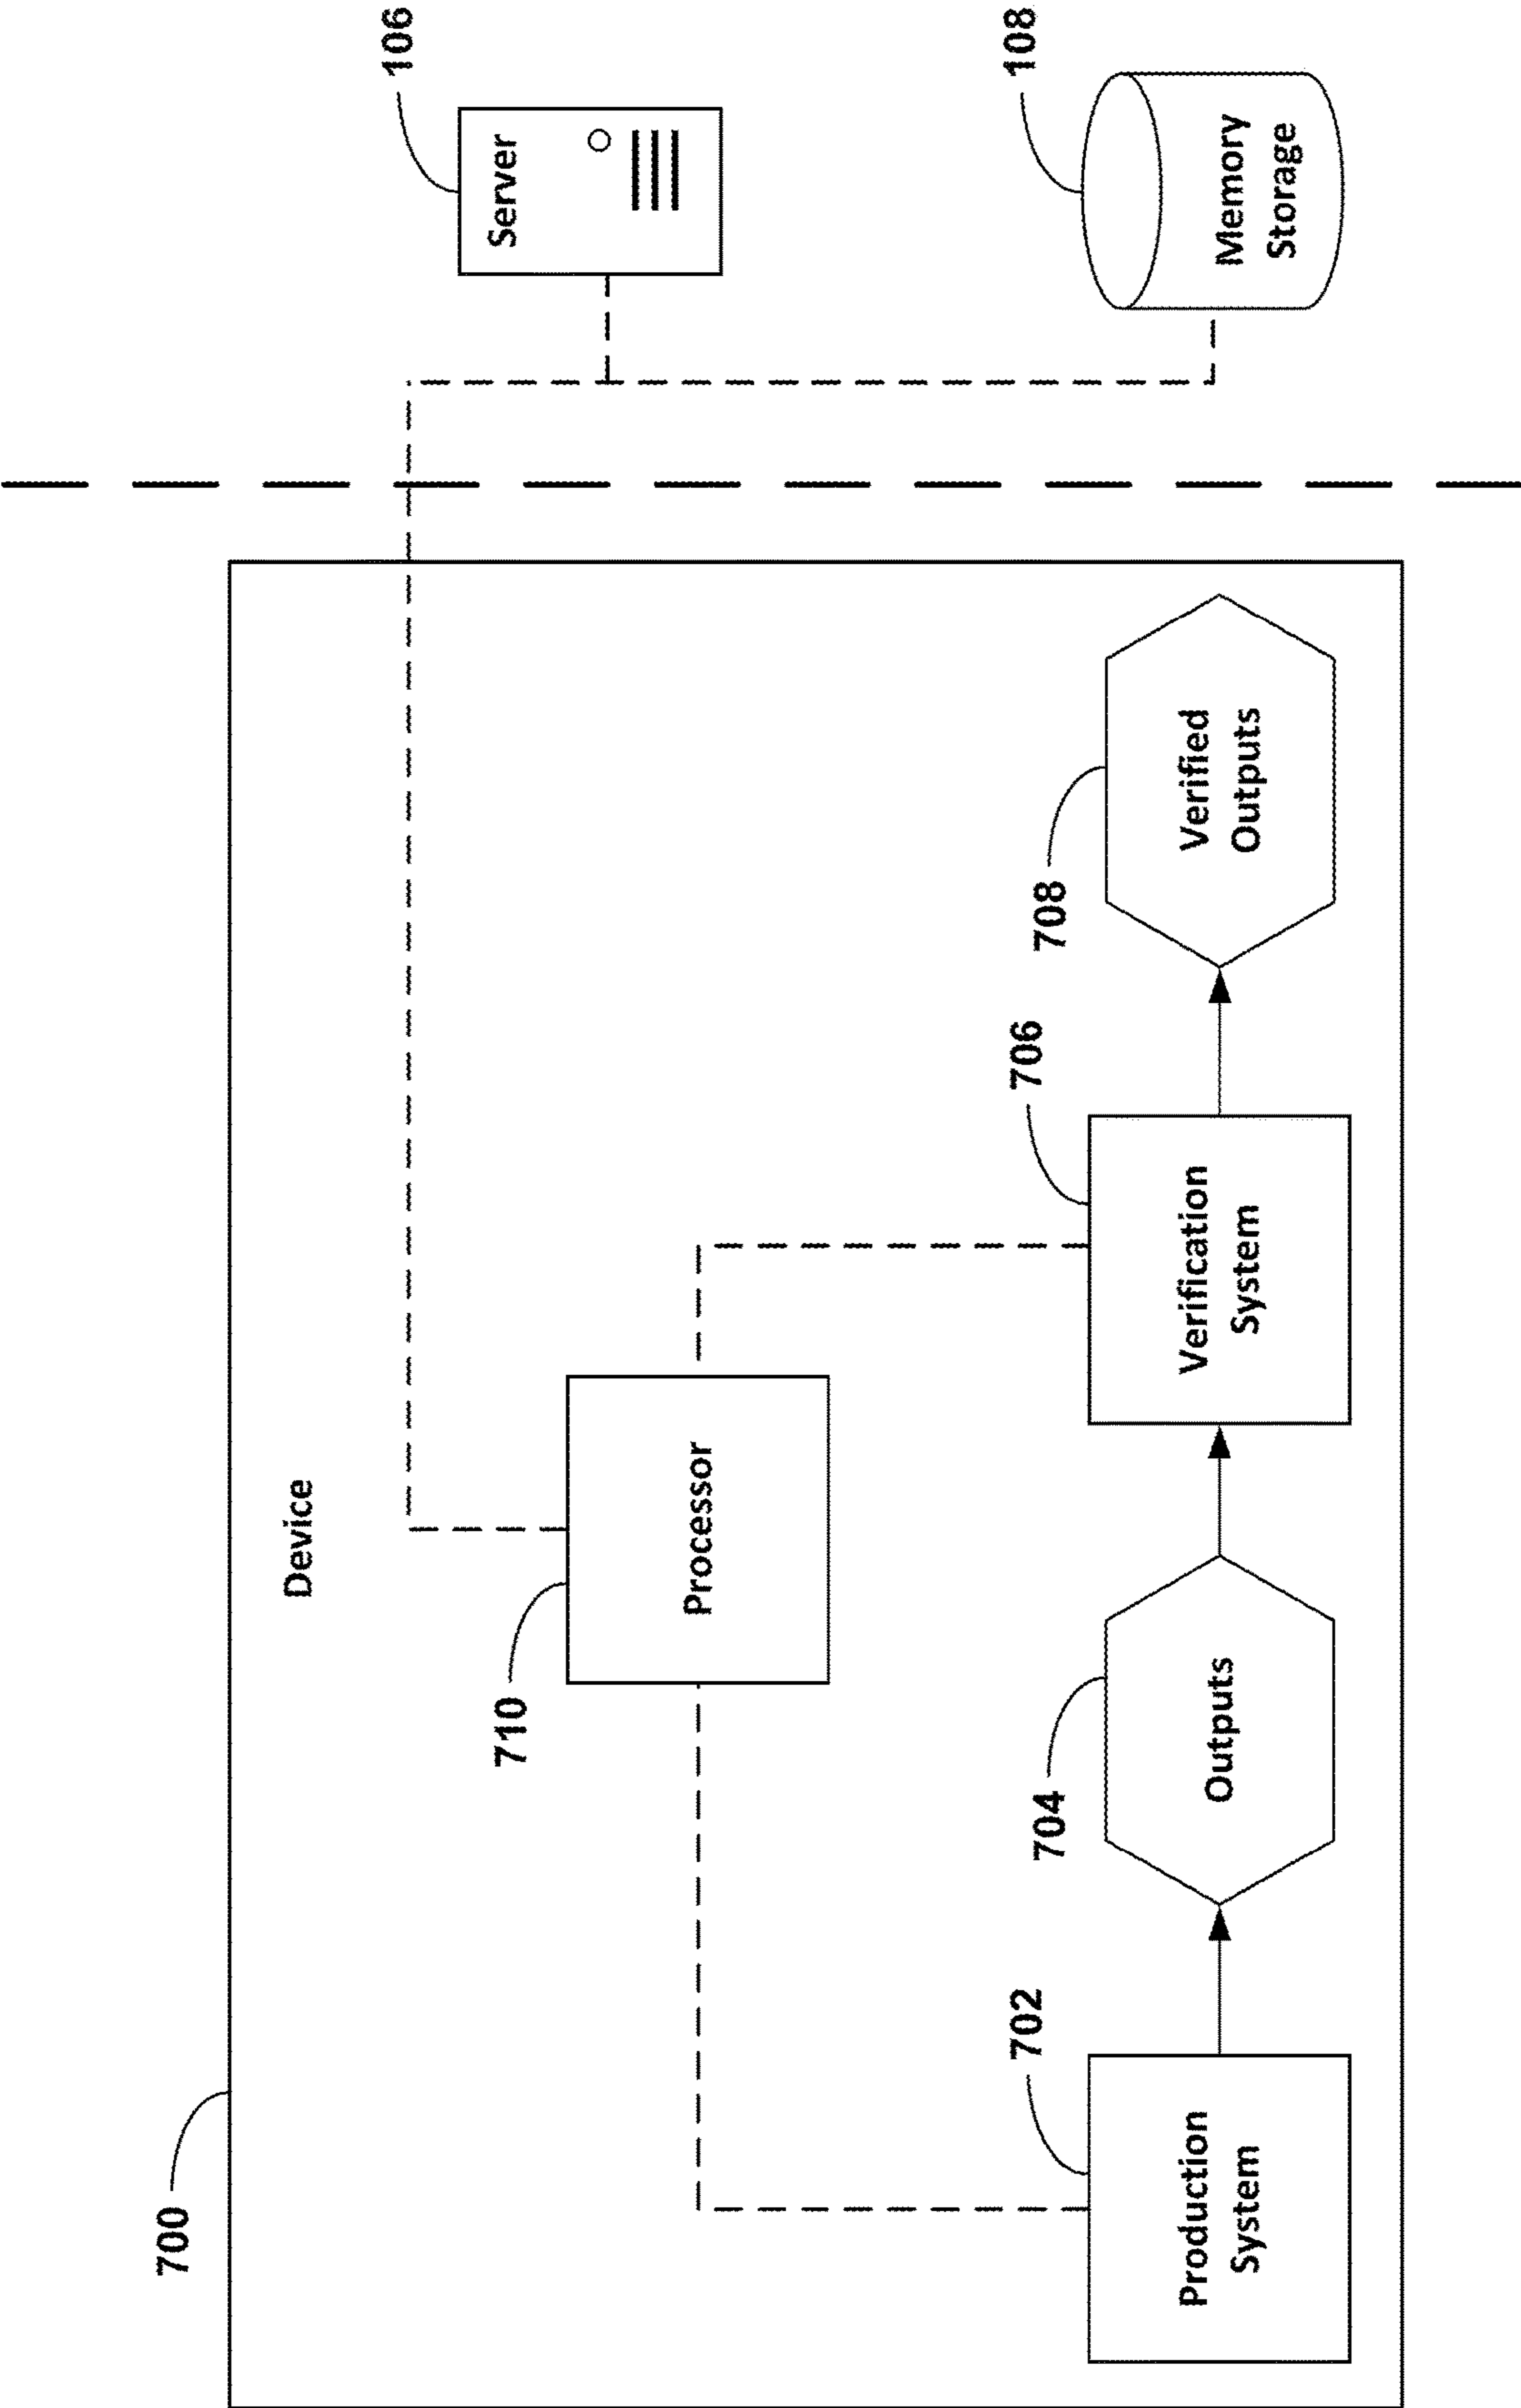 700
Device
106
Server
710
Processor
702
Production
System
704
Outputs
706
Verification
System
708
Verified
Outputs
108
Memory
Storage